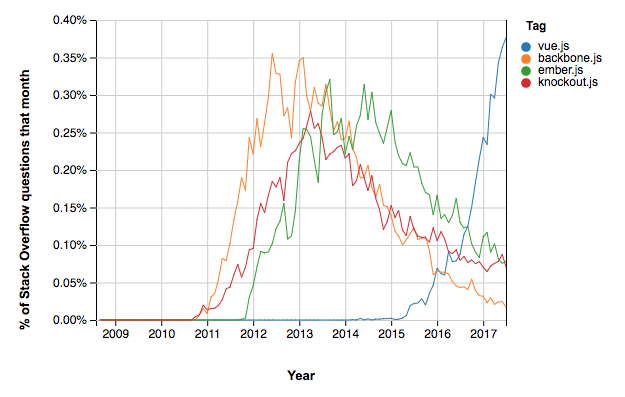 % of Stack Overflow questions that month
0.40%
0.35%
0.30%
0.25%
0.20%
0.15%
0.10%
0.05%
0.00%
2009 2010 2011 2012 2013 2014 2015 2016 2017
Year
Tag
vue.js
backbone.js
ember.js
knockout.js